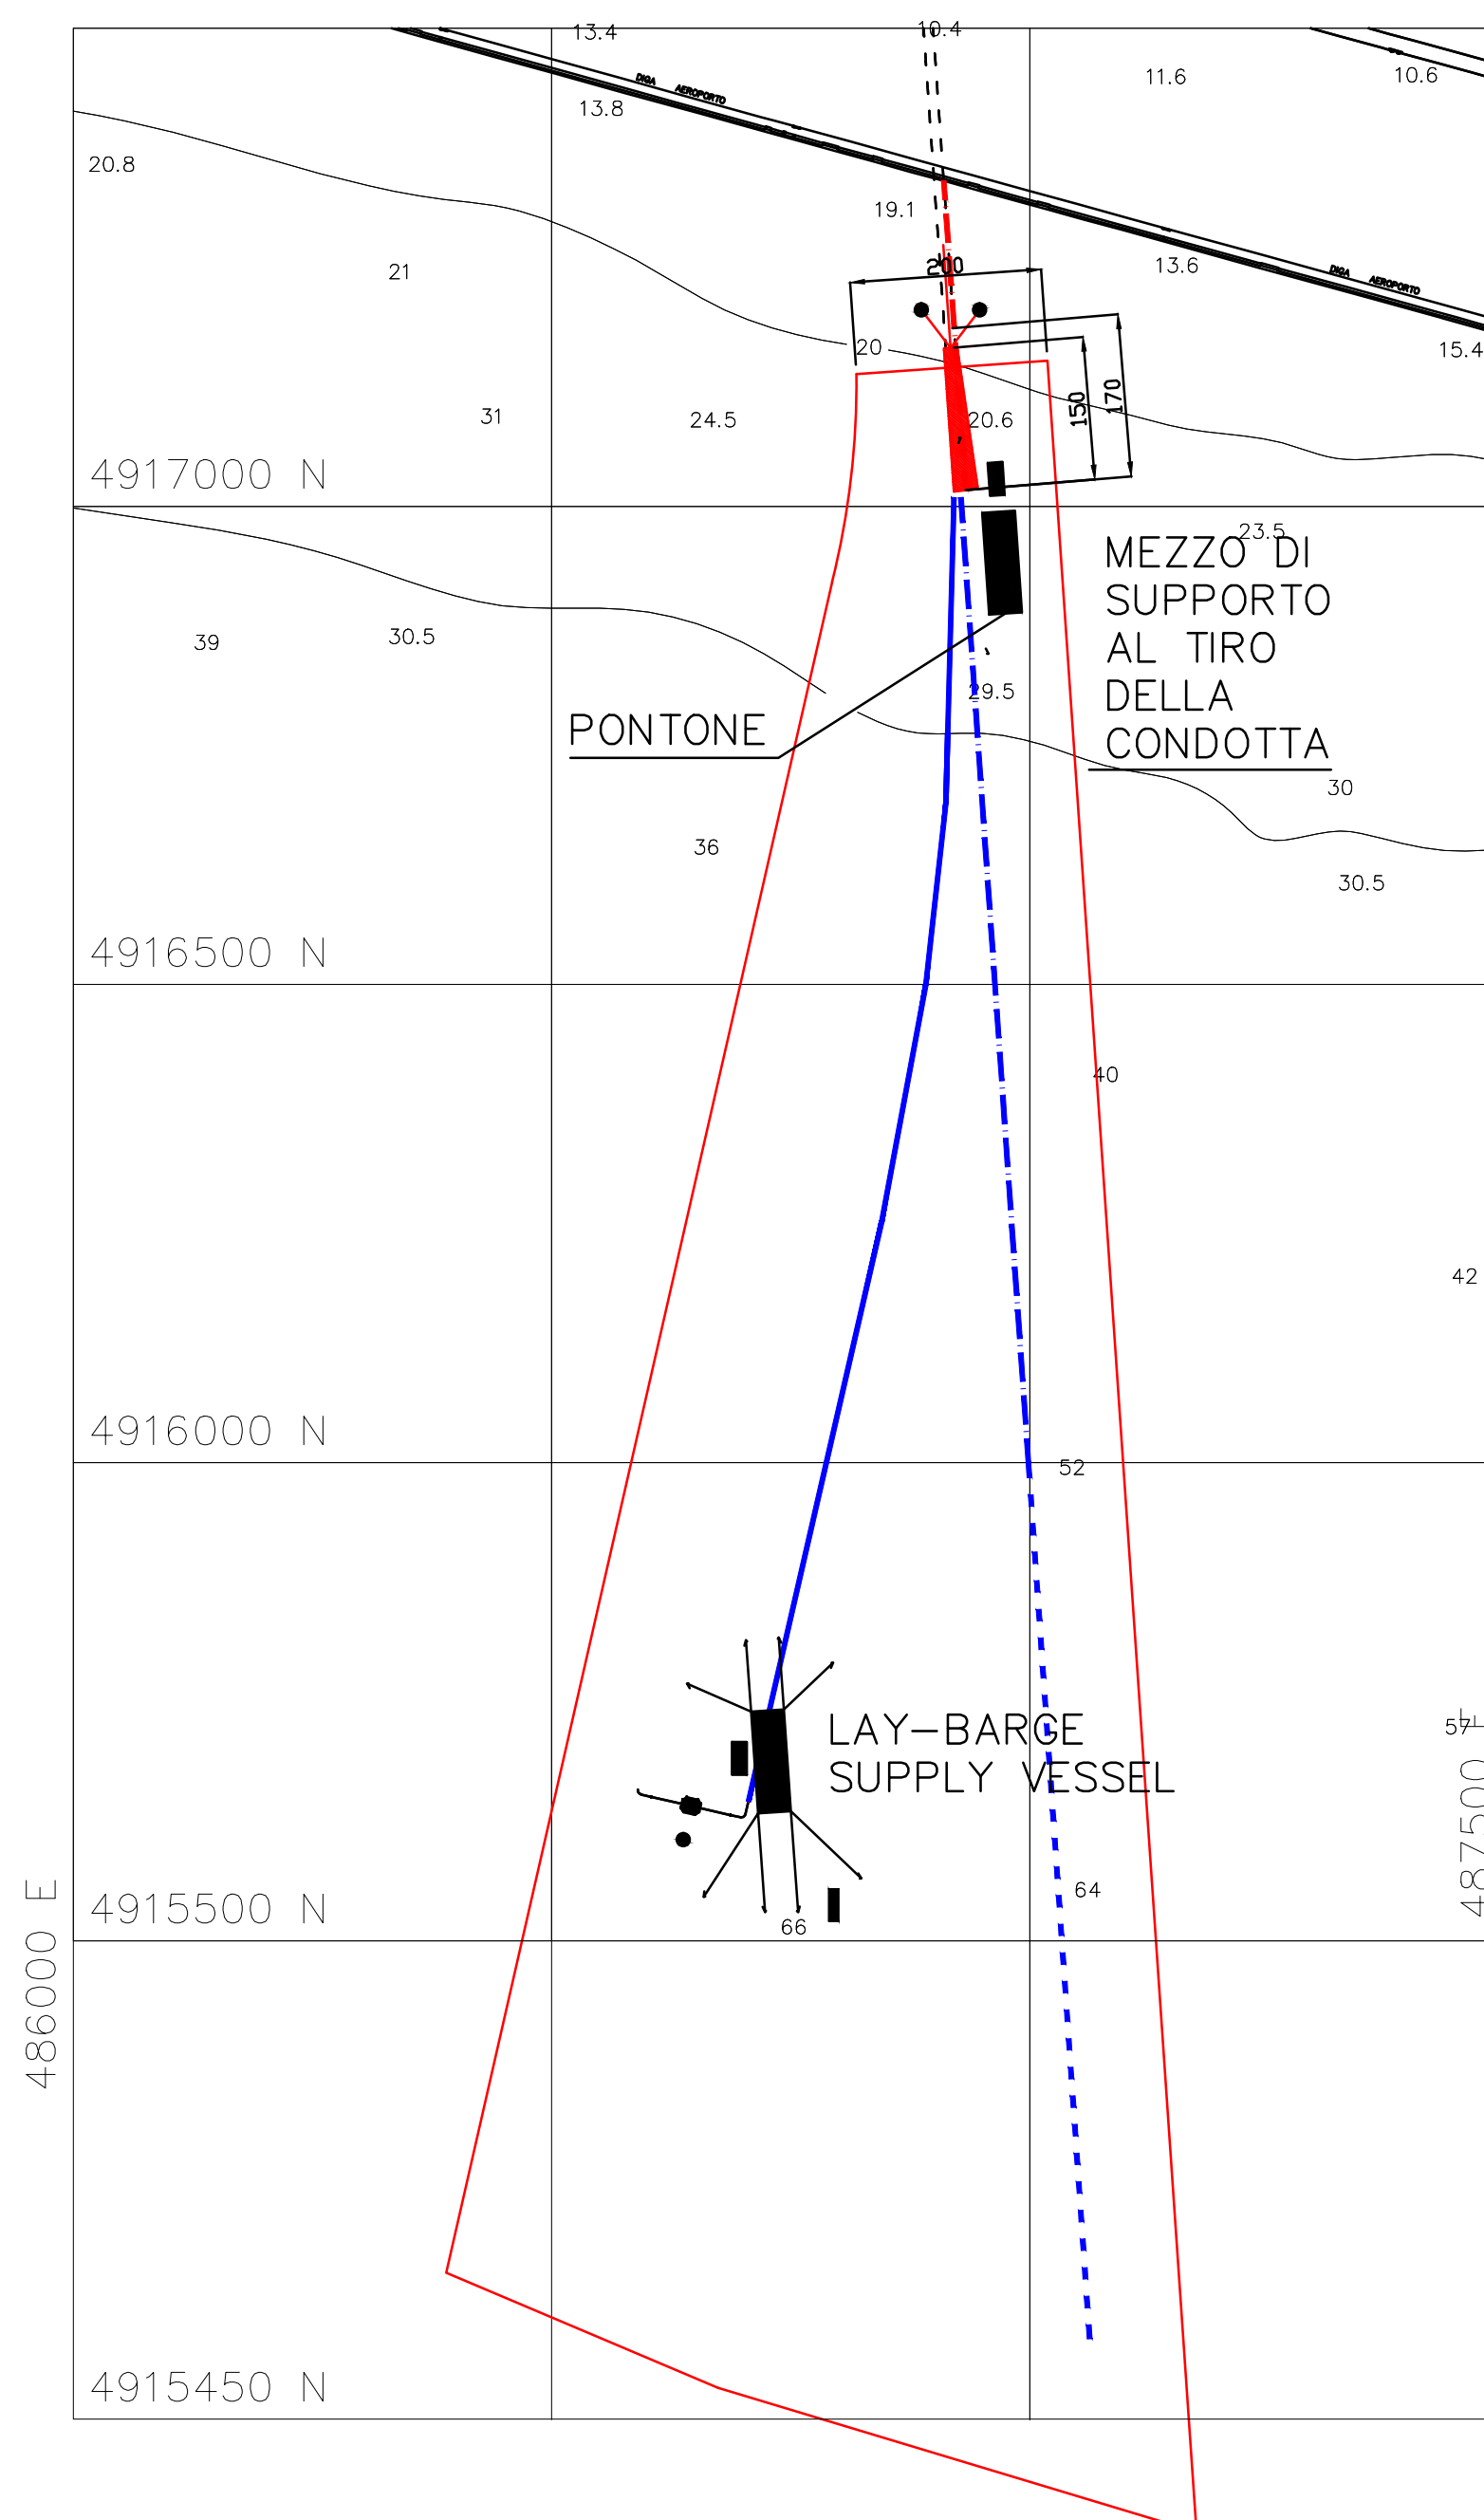 13.4
10.4
11.6
10.6
DIGA AEROPORTO
13.8
20.8
19.1
21
200
13.6
DIGA AEROPORTO
20
15.4
31
24.5
20.6
150
170
4917000 N
23.5
MEZZO DI
SUPPORTO
AL TIRO
DELLA
CONDOTTA
39
30.5
29.5
PONTONE
30
36
30.5
4916500 N
40
42
4916000 N
52
LAY-BARGE
SUPPLY VESSEL
57
487500 E
64
486000 E
4915500 N
66
4915450 N